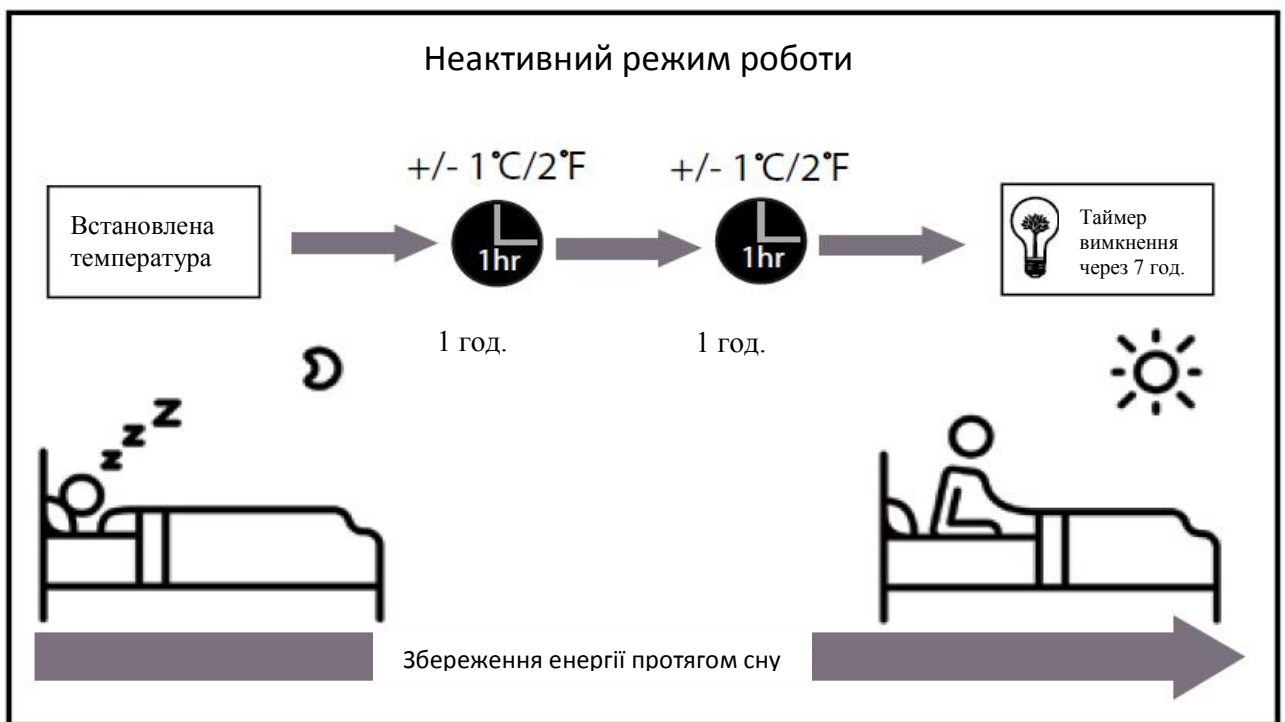 Неактивний режим роботи
+/- 1°C/2°F
+/- 1°C/2°F
Встановлена
температура
1hr
1hr
Таймер
вимкнення
через 7 год.
1 год.
1 год.
z z Z
Збереження енергії протягом сну